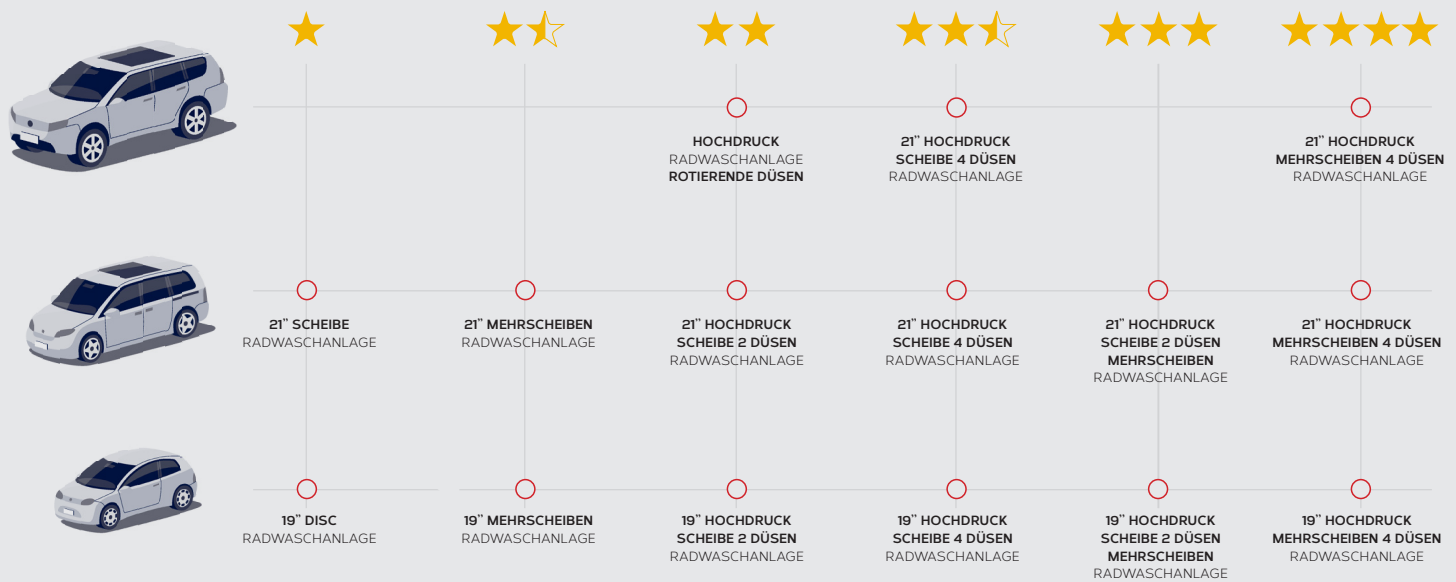 HOCHDRUCK
RADWASCHANLAGE
ROTIERENDE DÜSEN
21” HOCHDRUCK
SCHEIBE 4 DÜSEN
RADWASCHANLAGE
21” HOCHDRUCK
MEHRSCHEIBEN 4 DÜSEN
RADWASCHANLAGE
21” SCHEIBE
RADWASCHANLAGE
21” MEHRSCHEIBEN
RADWASCHANLAGE
21” HOCHDRUCK
SCHEIBE 2 DÜSEN
RADWASCHANLAGE
21” HOCHDRUCK
SCHEIBE 4 DÜSEN
RADWASCHANLAGE
21” HOCHDRUCK
SCHEIBE 2 DÜSEN
MEHRSCHEIBEN
RADWASCHANLAGE
21” HOCHDRUCK
MEHRSCHEIBEN 4 DÜSEN
RADWASCHANLAGE
19” DISC
RADWASCHANLAGE
19” MEHRSCHEIBEN
RADWASCHANLAGE
19” HOCHDRUCK
SCHEIBE 2 DÜSEN
RADWASCHANLAGE
19” HOCHDRUCK
SCHEIBE 4 DÜSEN
RADWASCHANLAGE
19” HOCHDRUCK
SCHEIBE 2 DÜSEN
MEHRSCHEIBEN
RADWASCHANLAGE
19” HOCHDRUCK
MEHRSCHEIBEN 4 DÜSEN
RADWASCHANLAGE